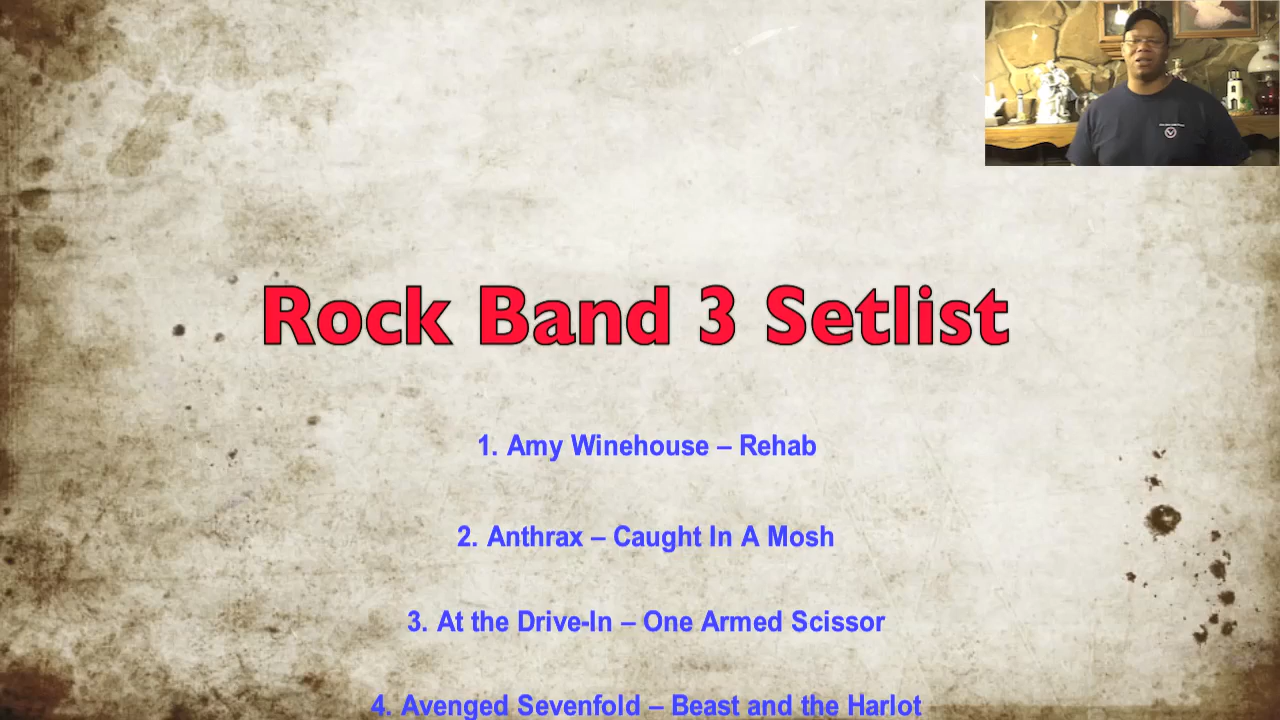 Rock Band 3 Setlist
1. Amy Winehouse – Rehab
2. Anthrax – Caught In A Mosh
3. At the Drive-In – One Armed Scissor
4. Avenged Sevenfold – Beast and the Harlot